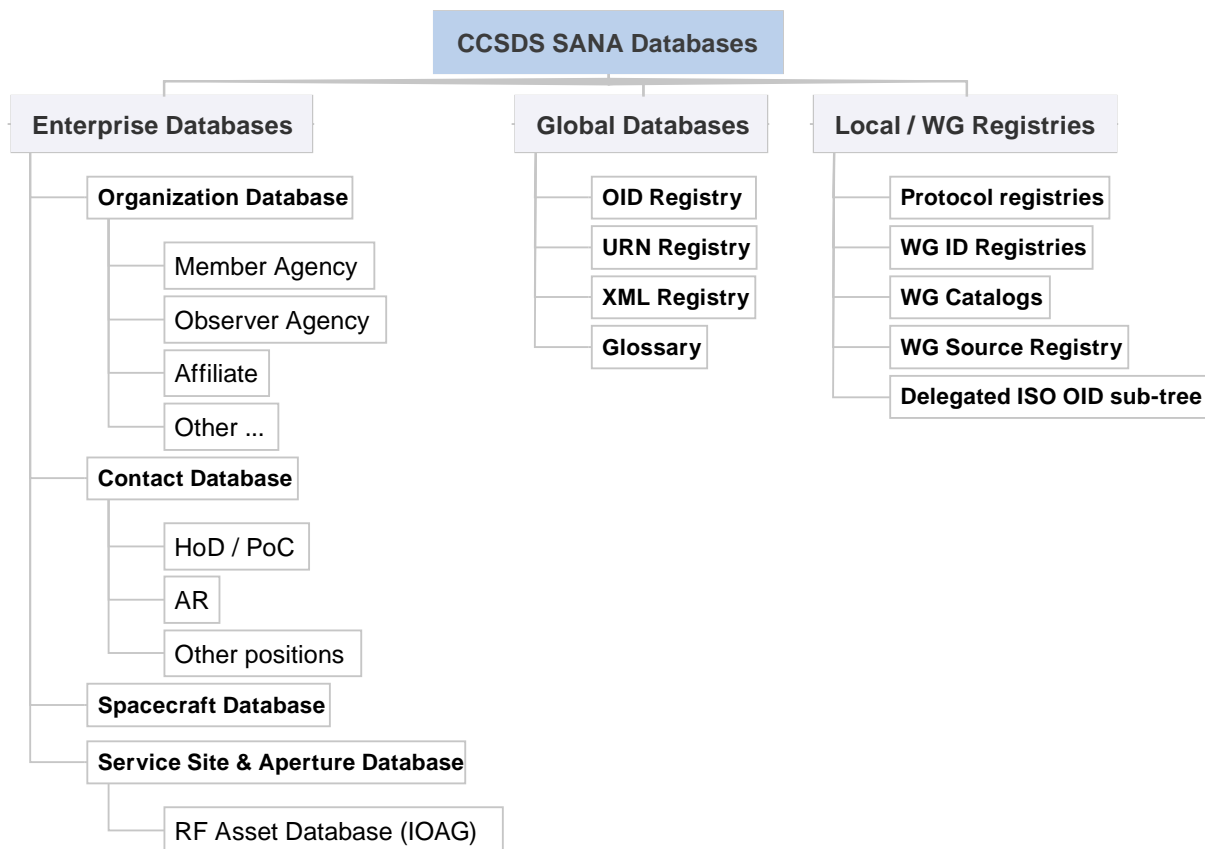 CCSDS SANA Databases
Enterprise Databases
Organization Database
Member Agency
Observer Agency
Affiliate
Other ...
Contact Database
HoD / PoC
AR
Other positions
Spacecraft Database
Service Site & Aperture Database
RF Asset Database (IOAG)
Global Databases
OID Registry
URN Registry
XML Registry
Glossary
Local / WG Registries
Protocol registries
WG ID Registries
WG Catalogs
WG Source Registry
Delegated ISO OID sub-tree